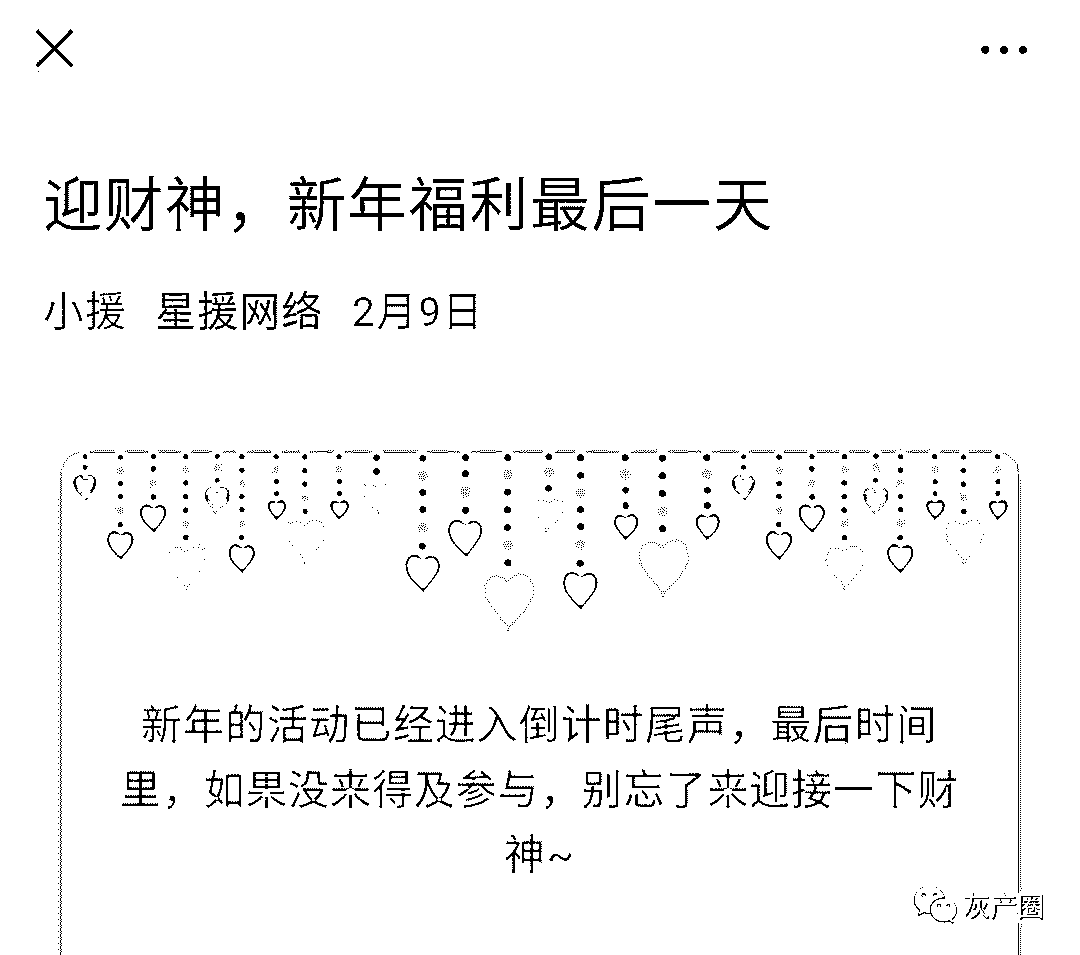 迎财神，新年福利最后一天
小援 星援网络 2月9日
新年的活动已经进入倒计时尾声，最后时间
里，如果没来得及参与，别忘了来迎接一下财
神~
灰产圈